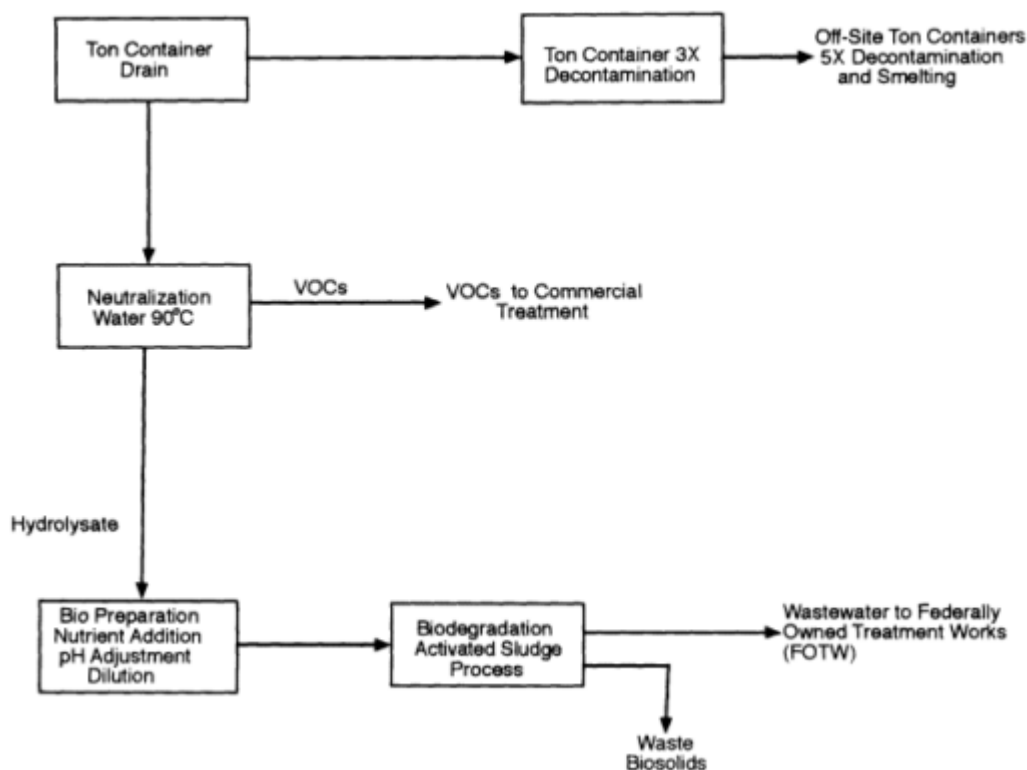 Ton Container
Drain
Ton Container 3X
Decontamination
Off-Site Ton Containers
5X Decontamination
and Smelting
Neutralization
Water 90°C
VOCs
VOCs to Commercial
Treatment
Hydrolysate
Bio Preparation
Nutrient Addition
pH Adjustment
Dilution
Biodegradation
Activated Sludge
Process
Wastewater to Federally
Owned Treatment Works
(FOTW)
Waste
Biosolids